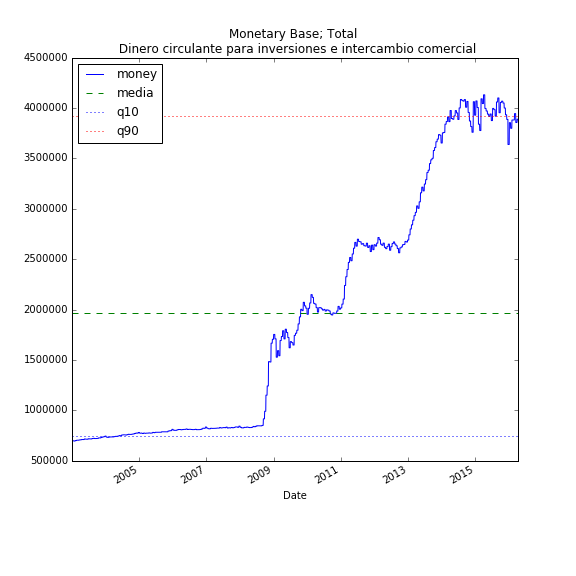 Monetary Base; Total
Dinero circulante para inversiones e intercambio comercial
4500000
4000000
3500000
3000000
2500000
2000000
1500000
1000000
500000
money
media
q10
q90
2005
2007
2009
2011
2013
2015
Date